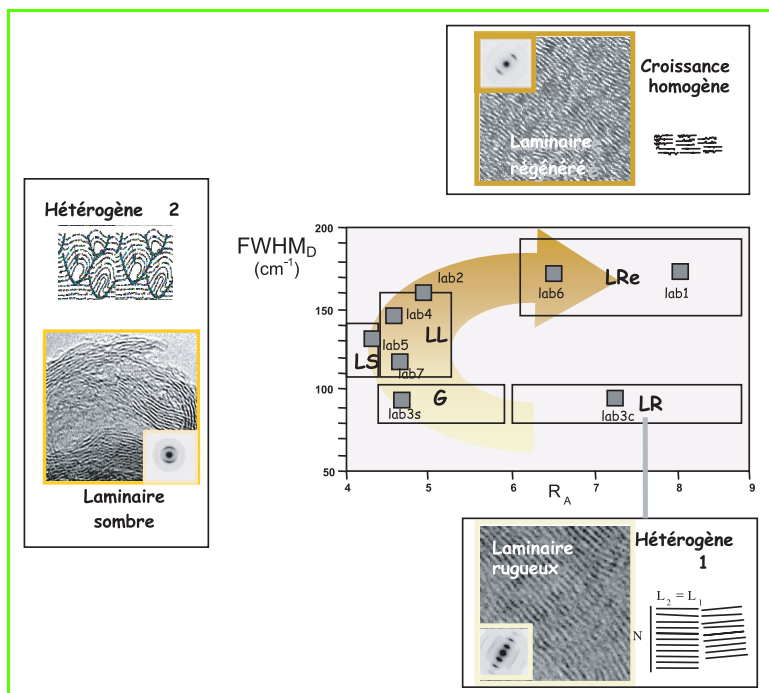 Croissance
homogène
Laminaire
régénéré
Hétérogène 2
Laminaire
sombre
FWHM_D
(cm⁻¹)
200
150
100
50
4
5
6
7
8
9
R_A
lab2
lab4
lab5
lab7
lab3s
lab6
lab1
lab3c
LS
LL
G
LRe
LR
Laminaire
rugueux
Hétérogène
1
L₂ = L₁
N